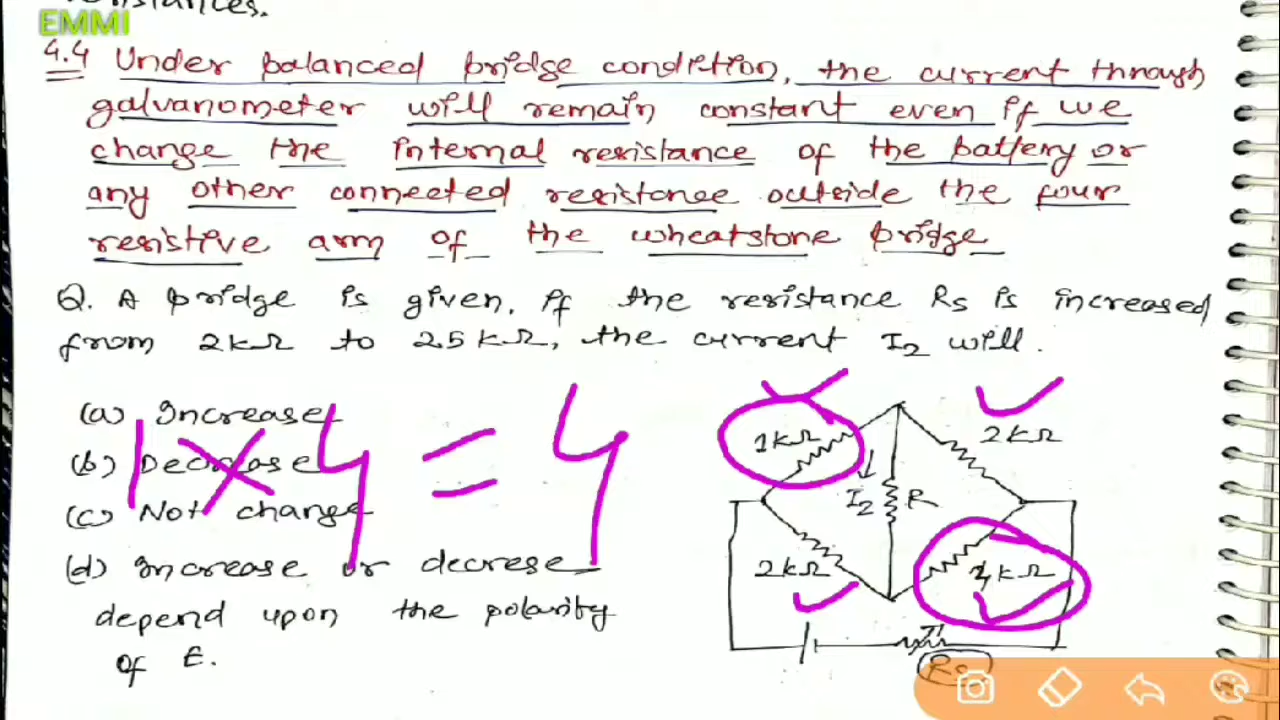 EMMI
4.4 Under balanced bridge condition, the current through
galvanometer will remain constant even if we
change the internal resistance of the battery or
any other connected resistance outside the four
resistive arm of the wheatstone bridge
Q. A bridge is given, if the resistance Rs is increased
from 2kΩ to 25kΩ, the current I2 will.
(a) Increase
(b) Decrease
(c) Not change
(d) Increase or decrese
depend upon the polarity
of E.
1 × 4 = 4
1kΩ
2kΩ
I2 R
2kΩ
4kΩ
Rs